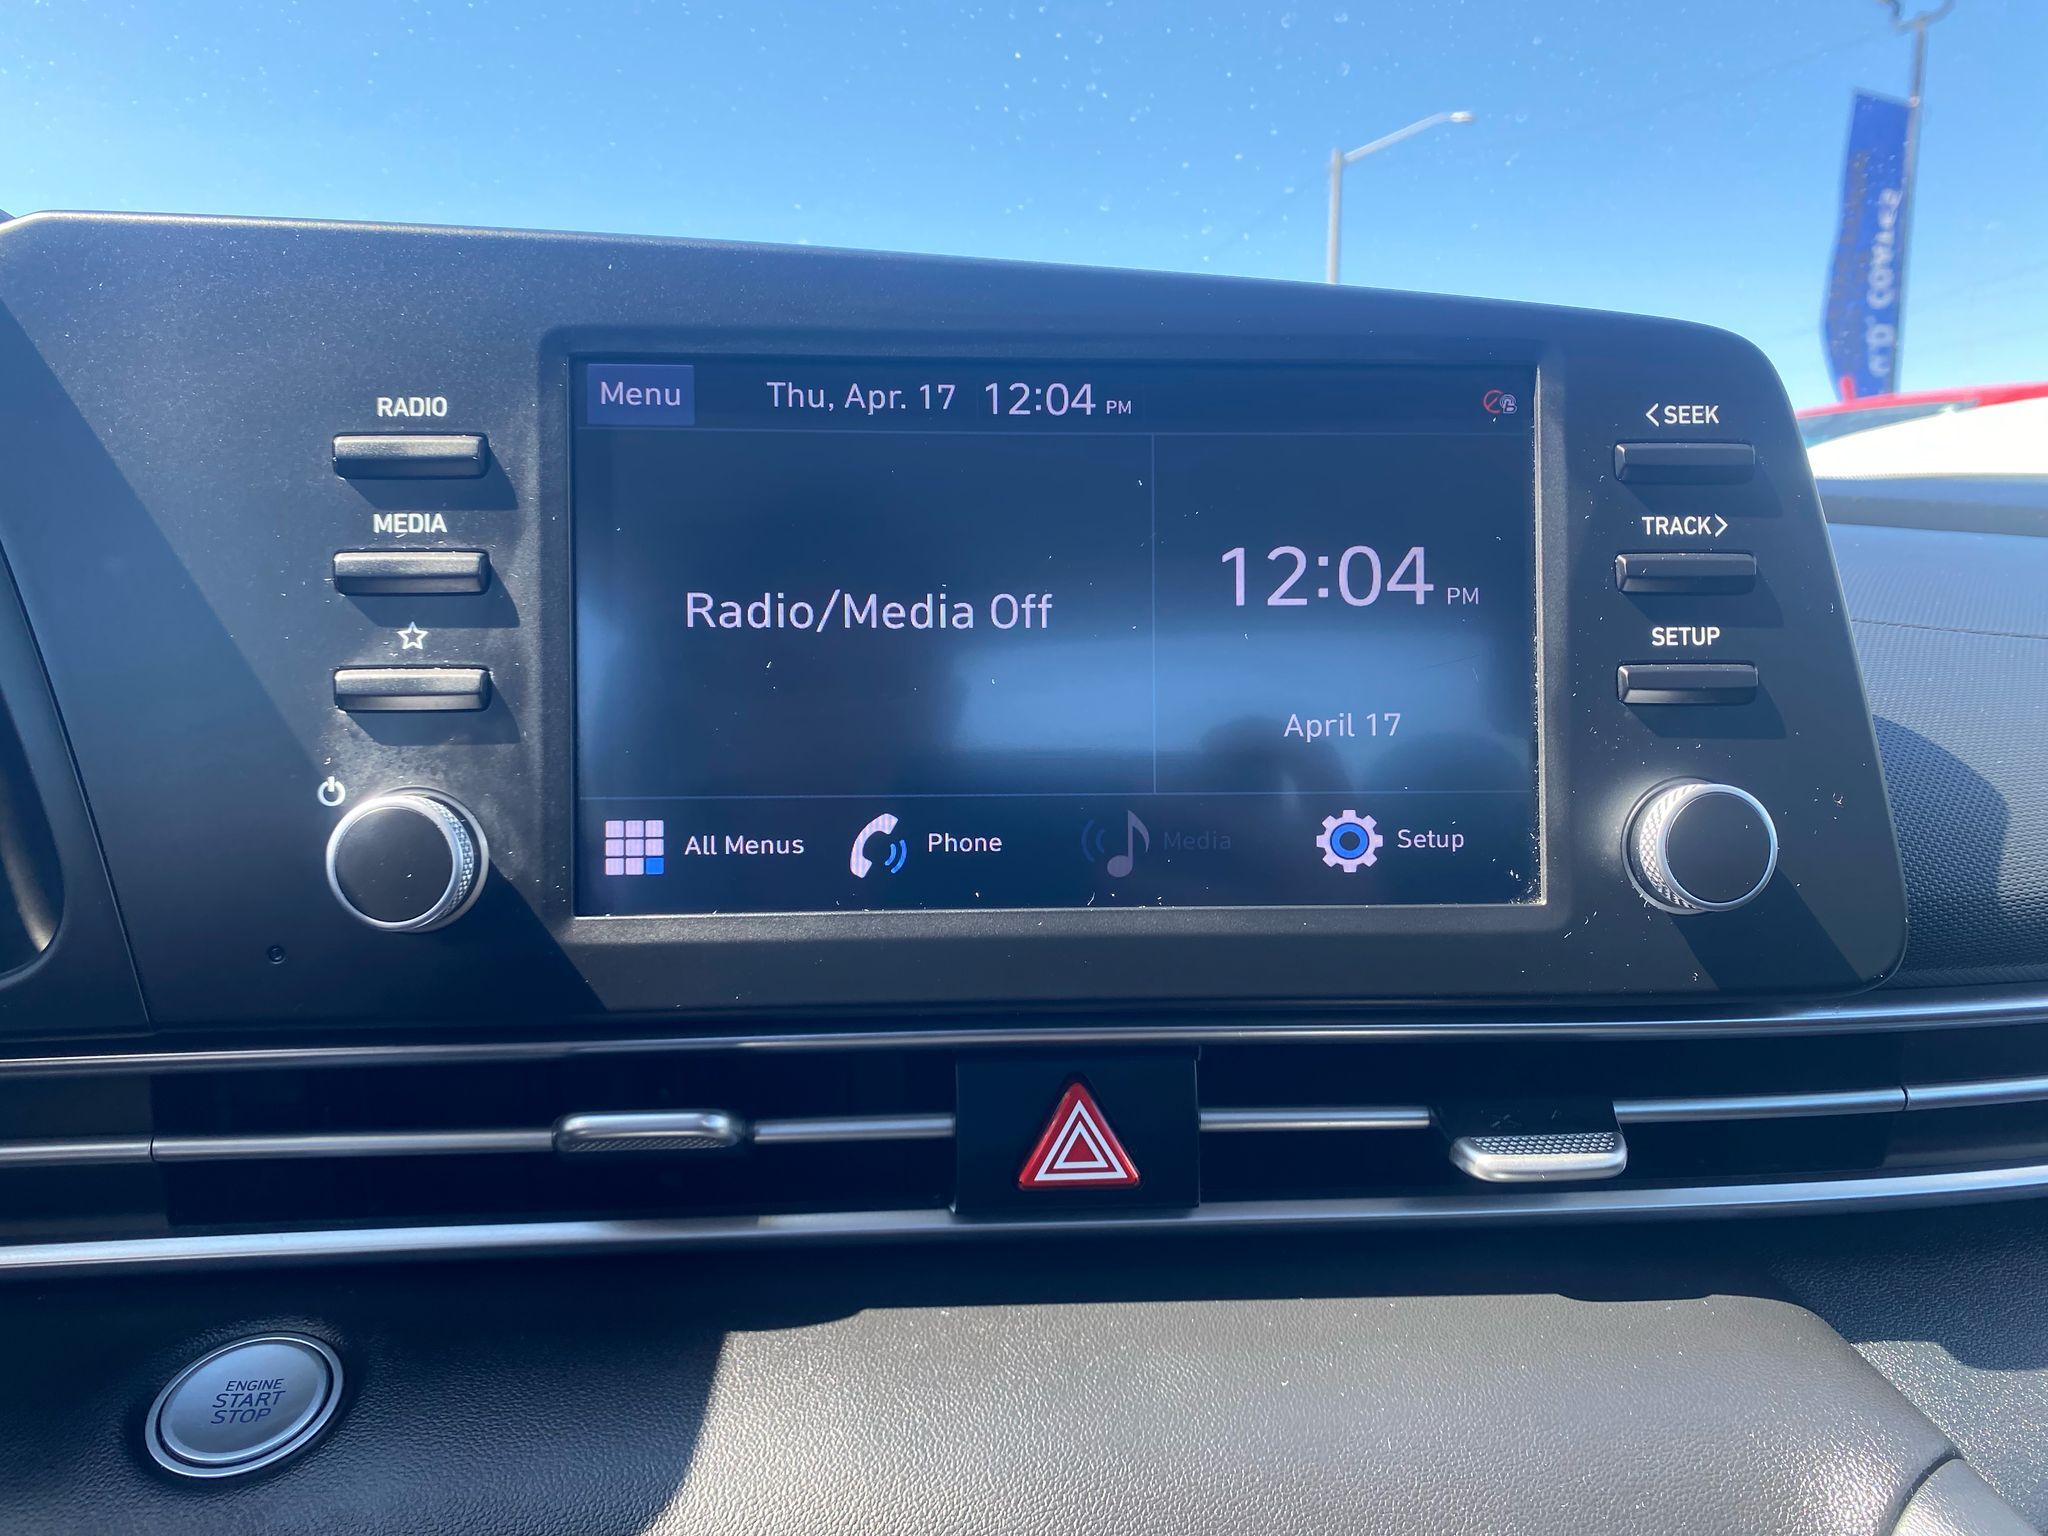 RADIO
MEDIA
Menu
Thu, Apr. 17 12:04 PM
Radio/Media Off
12:04 PM
April 17
All Menus
Phone
Media
Setup
<SEEK
TRACK>
SETUP
ENGINE
START
STOP